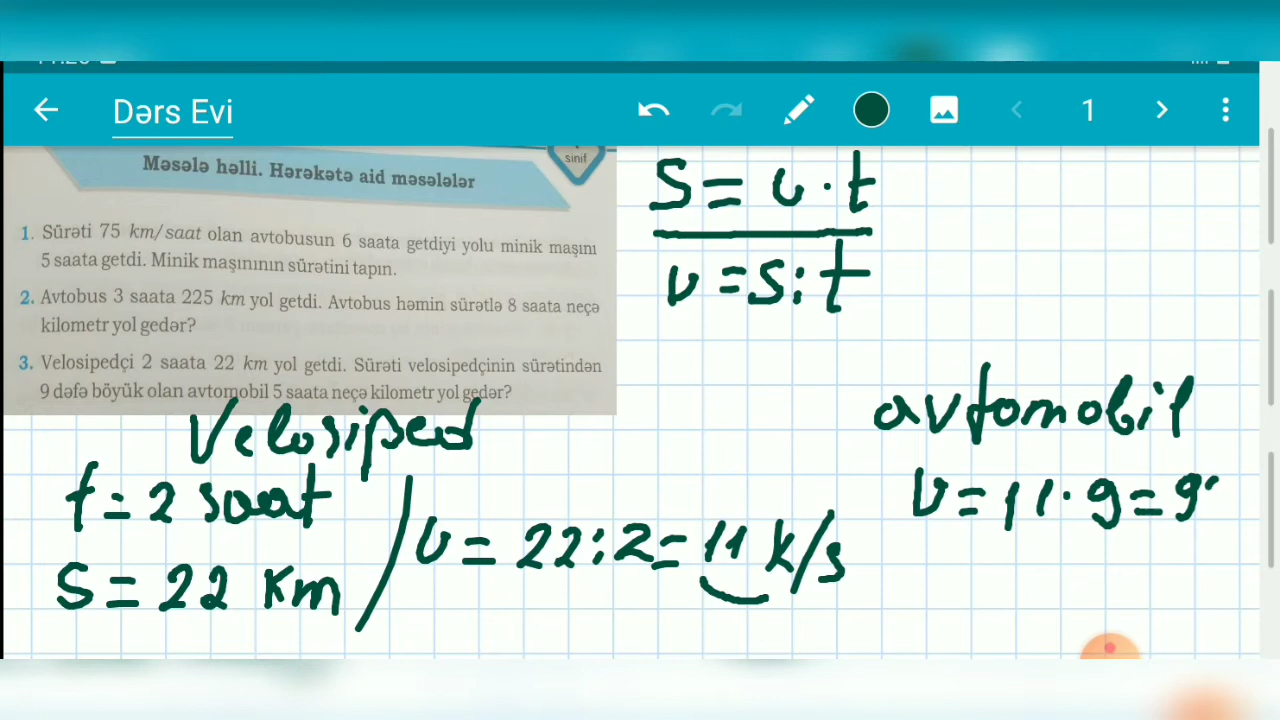 Dərs Evi
1
Məsələ həlli. Hərəkətə aid məsələlər
sinif
1. Sürəti 75 km/saat olan avtobusun 6 saata getdiyi yolu minik maşını
5 saata getdi. Minik maşınının sürətini tapın.
2. Avtobus 3 saata 225 km yol getdi. Avtobus həmin sürətlə 8 saata neçə
kilometr yol gedər?
3. Velosipedçi 2 saata 22 km yol getdi. Sürəti velosipedçinin sürətindən
9 dəfə böyük olan avtomobil 5 saata neçə kilometr yol gedər?
S = v · t
v = s : t
Velosiped
t = 2 saat
S = 22 km
v = 22 : 2 = 11 k/s
avtomobil
v = 11 · 9 = 9